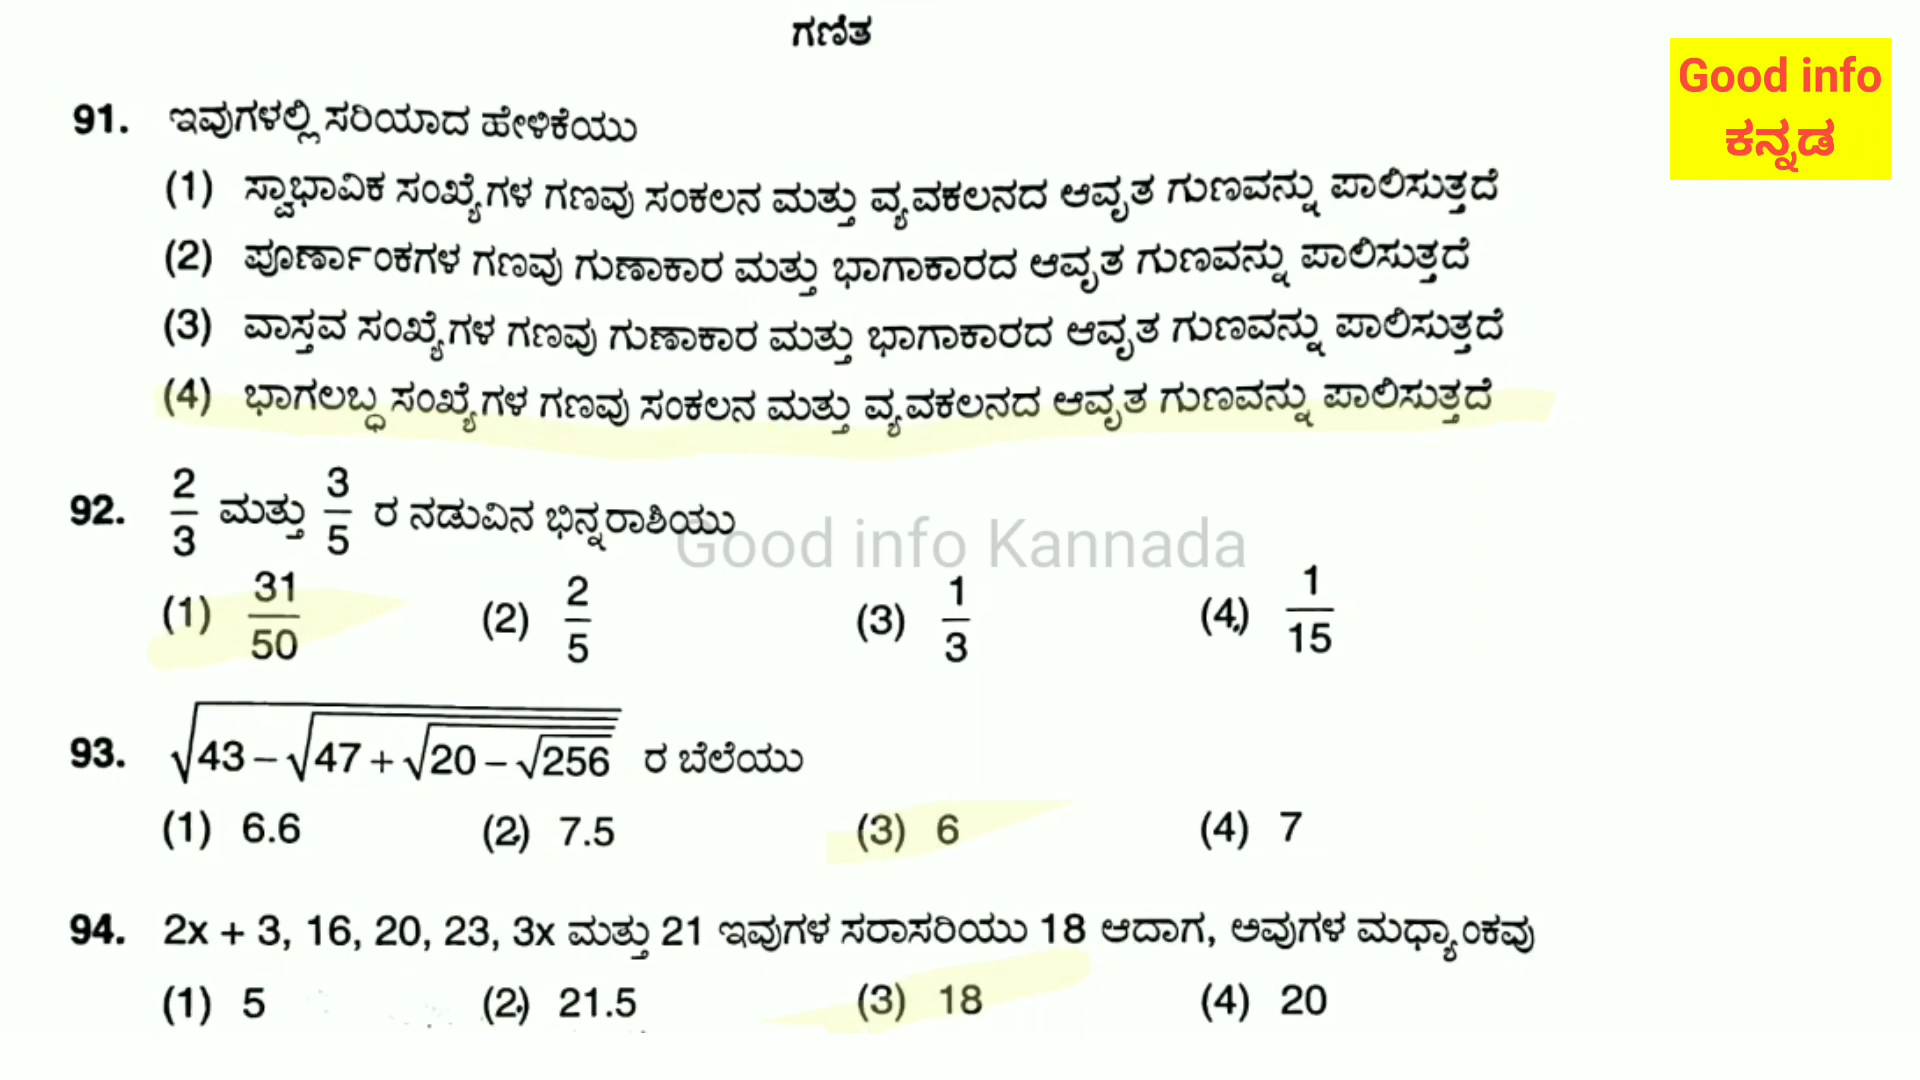 ಗಣಿತ
Good info
ಕನ್ನಡ
91. ಇವುಗಳಲ್ಲಿ ಸರಿಯಾದ ಹೇಳಿಕೆಯು
(1) ಸ್ವಾಭಾವಿಕ ಸಂಖ್ಯೆಗಳ ಗಣವು ಸಂಕಲನ ಮತ್ತು ವ್ಯವಕಲನದ ಆವೃತ ಗುಣವನ್ನು ಪಾಲಿಸುತ್ತದೆ
(2) ಪೂರ್ಣಾಂಕಗಳ ಗಣವು ಗುಣಾಕಾರ ಮತ್ತು ಭಾಗಾಕಾರದ ಆವೃತ ಗುಣವನ್ನು ಪಾಲಿಸುತ್ತದೆ
(3) ವಾಸ್ತವ ಸಂಖ್ಯೆಗಳ ಗಣವು ಗುಣಾಕಾರ ಮತ್ತು ಭಾಗಾಕಾರದ ಆವೃತ ಗುಣವನ್ನು ಪಾಲಿಸುತ್ತದೆ
(4) ಭಾಗಲಬ್ಧ ಸಂಖ್ಯೆಗಳ ಗಣವು ಸಂಕಲನ ಮತ್ತು ವ್ಯವಕಲನದ ಆವೃತ ಗುಣವನ್ನು ಪಾಲಿಸುತ್ತದೆ
92. 2/3 ಮತ್ತು 3/5 ರ ನಡುವಿನ ಭಿನ್ನರಾಶಿಯು
Good info Kannada
(1) 31/50 (2) 2/5 (3) 1/3 (4) 1/15
93. √(43 – √(47 + √(20 – √256))) ರ ಬೆಲೆಯು
(1) 6.6 (2) 7.5 (3) 6 (4) 7
94. 2x + 3, 16, 20, 23, 3x ಮತ್ತು 21 ಇವುಗಳ ಸರಾಸರಿಯು 18 ಆದಾಗ, ಅವುಗಳ ಮಧ್ಯಾಂಕವು
(1) 5 (2) 21.5 (3) 18 (4) 20